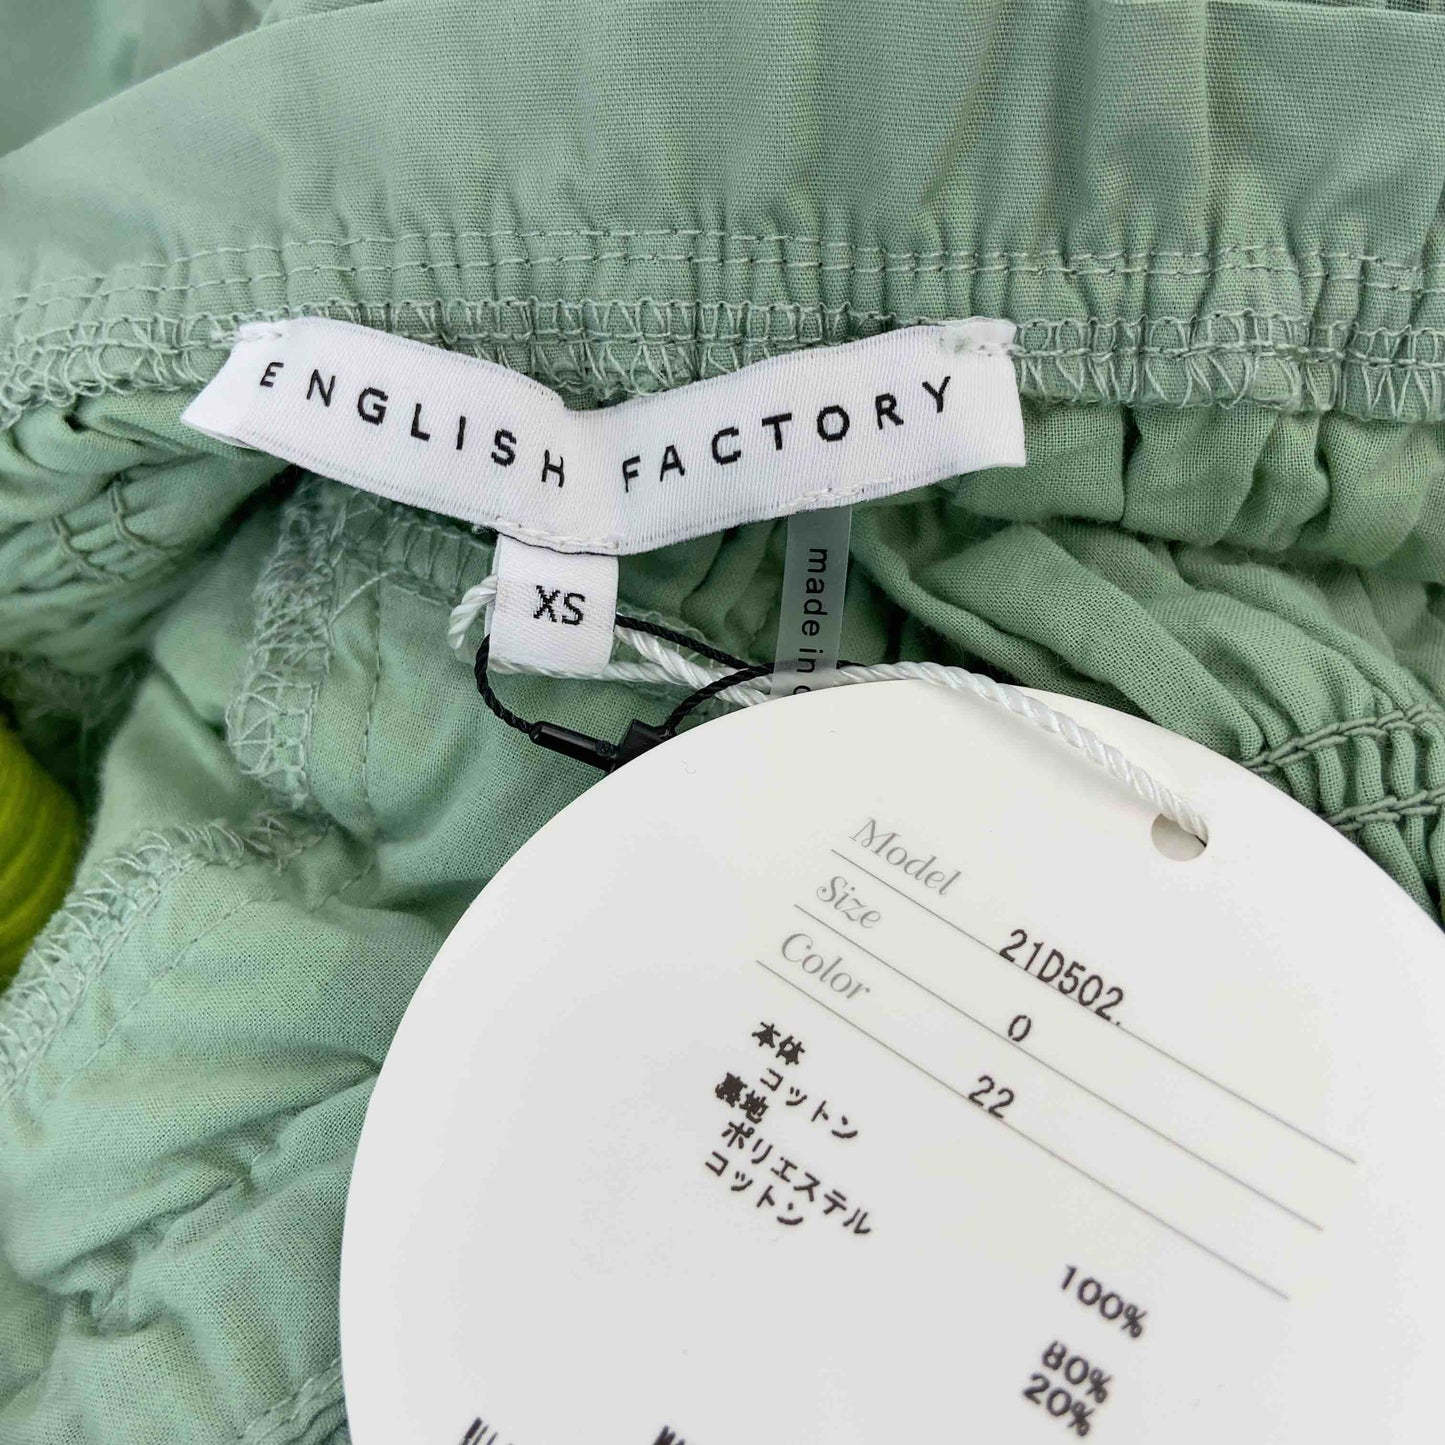 ENGLISH FACTORY
XS
made in
Model 21D502.
Size 0
Color 22
本体
コットン 100%
裏地
ポリエステル 80%
コットン 20%